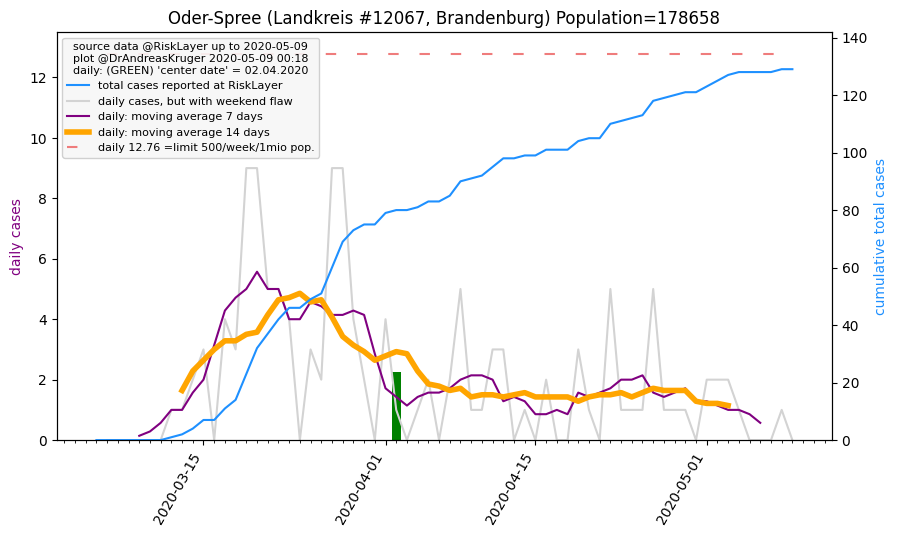 Oder-Spree (Landkreis #12067, Brandenburg) Population=178658
source data @RiskLayer up to 2020-05-09
plot @DrAndreasKruger 2020-05-09 00:18
daily: (GREEN) 'center date' = 02.04.2020
total cases reported at RiskLayer
daily cases, but with weekend flaw
daily: moving average 7 days
daily: moving average 14 days
daily 12.76 =limit 500/week/1mio pop.
daily cases
12
10
8
6
4
2
0
cumulative total cases
140
120
100
80
60
40
20
0
2020-03-15
2020-04-01
2020-04-15
2020-05-01